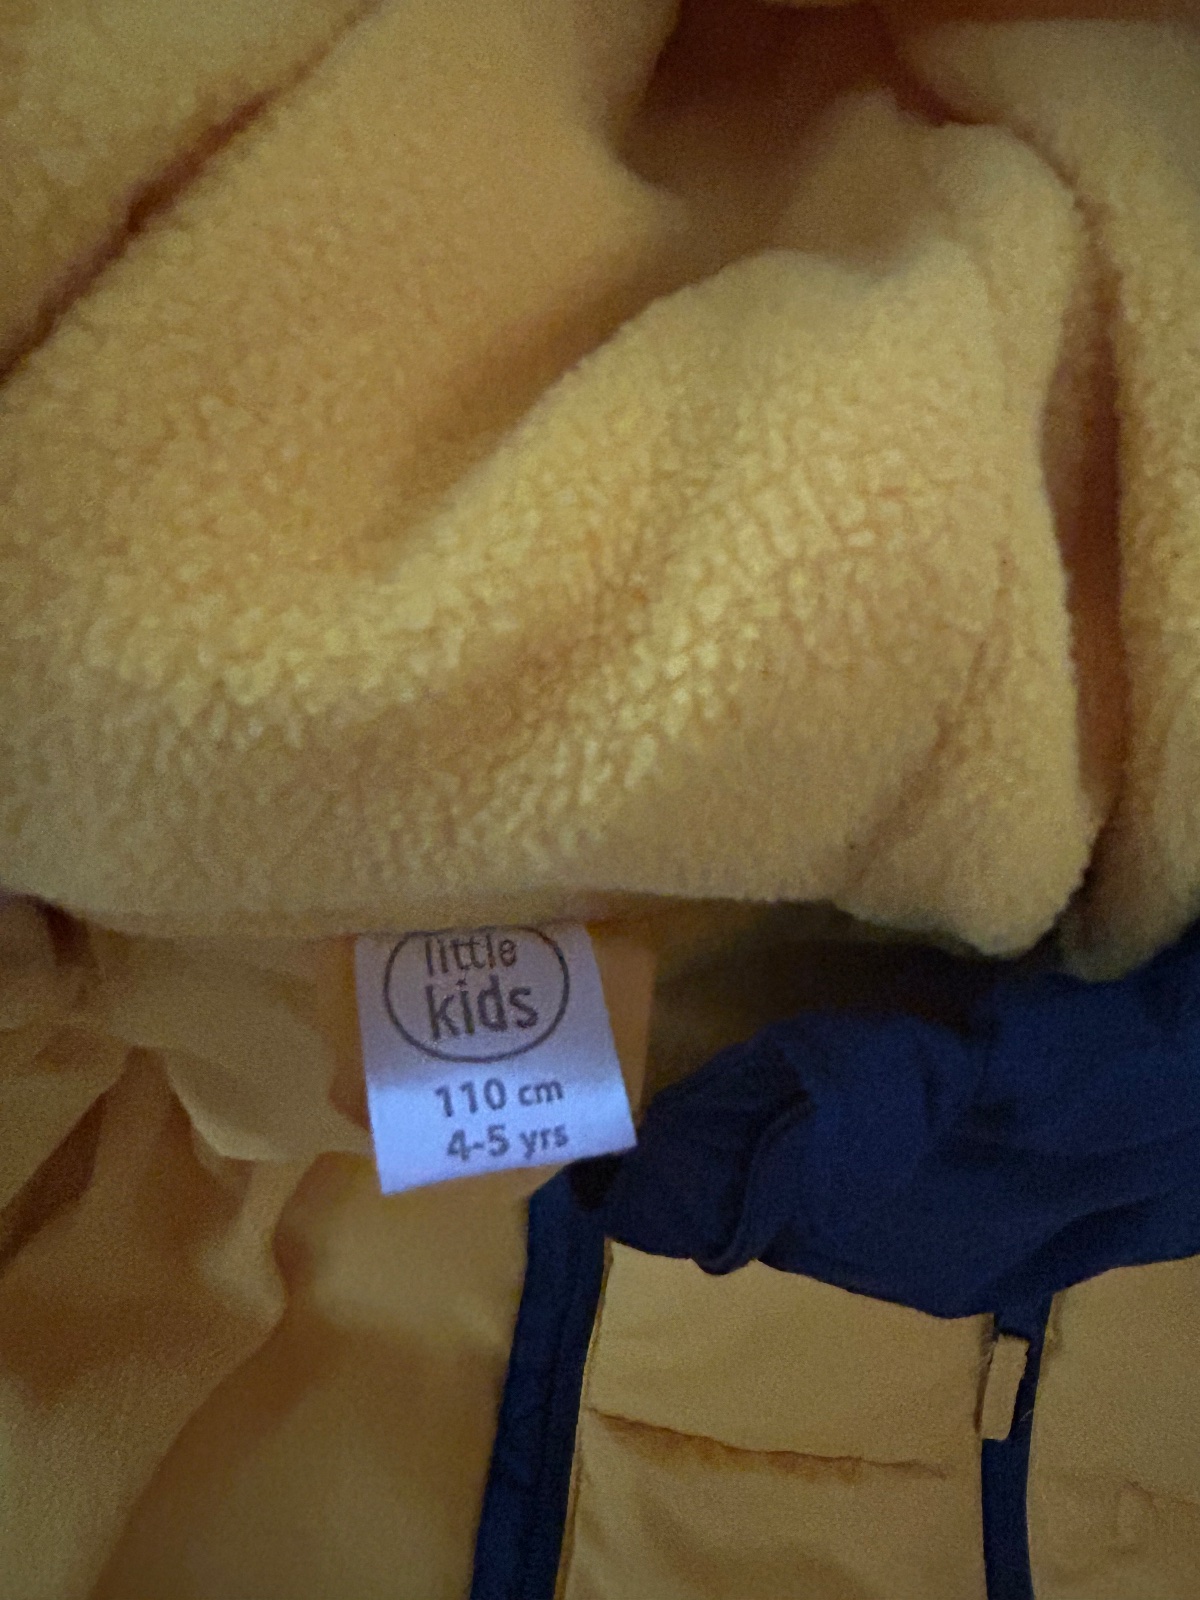 little
kids
110 cm
4-5 yrs